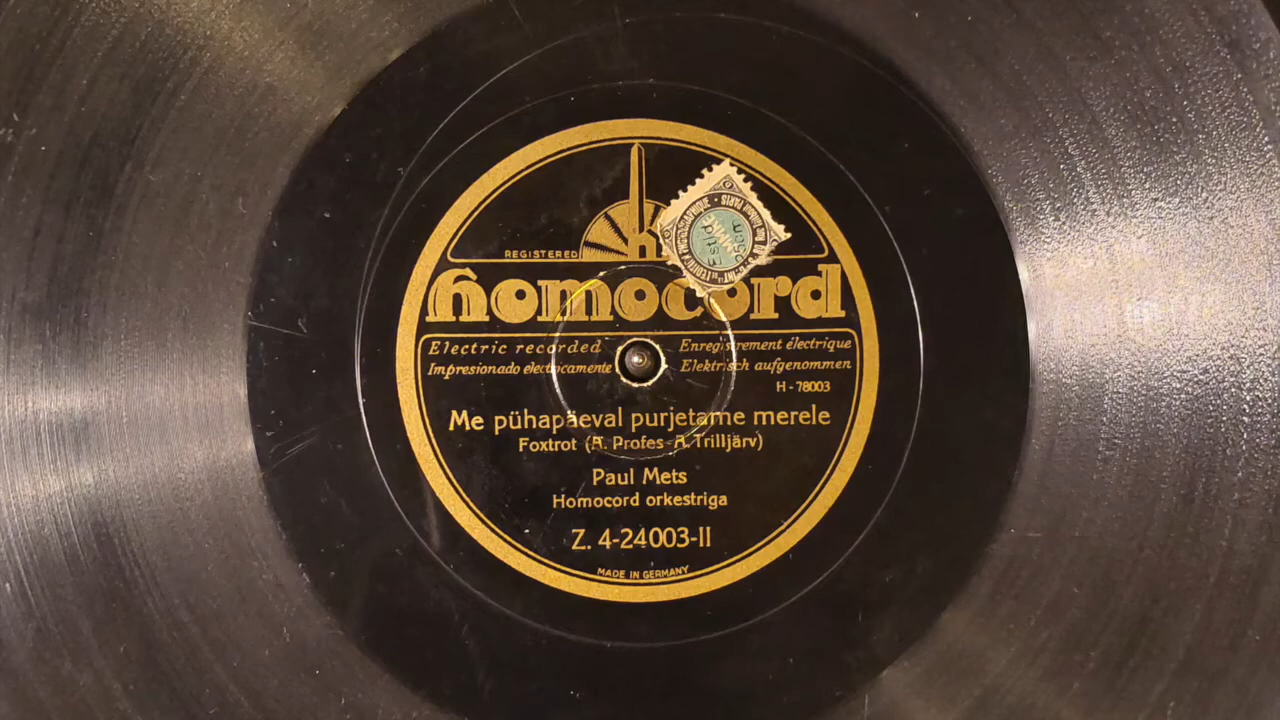 REGISTERED
homocord
Electric recorded
Impresionado electricamente
Enregistrement électrique
Elektrisch aufgenommen
H - 78003
Me pühapäeval purjetame merele
Foxtrot (A. Profes - A. Trilljärv)
Paul Mets
Homocord orkestriga
Z. 4-24003-II
MADE IN GERMANY
PARIS